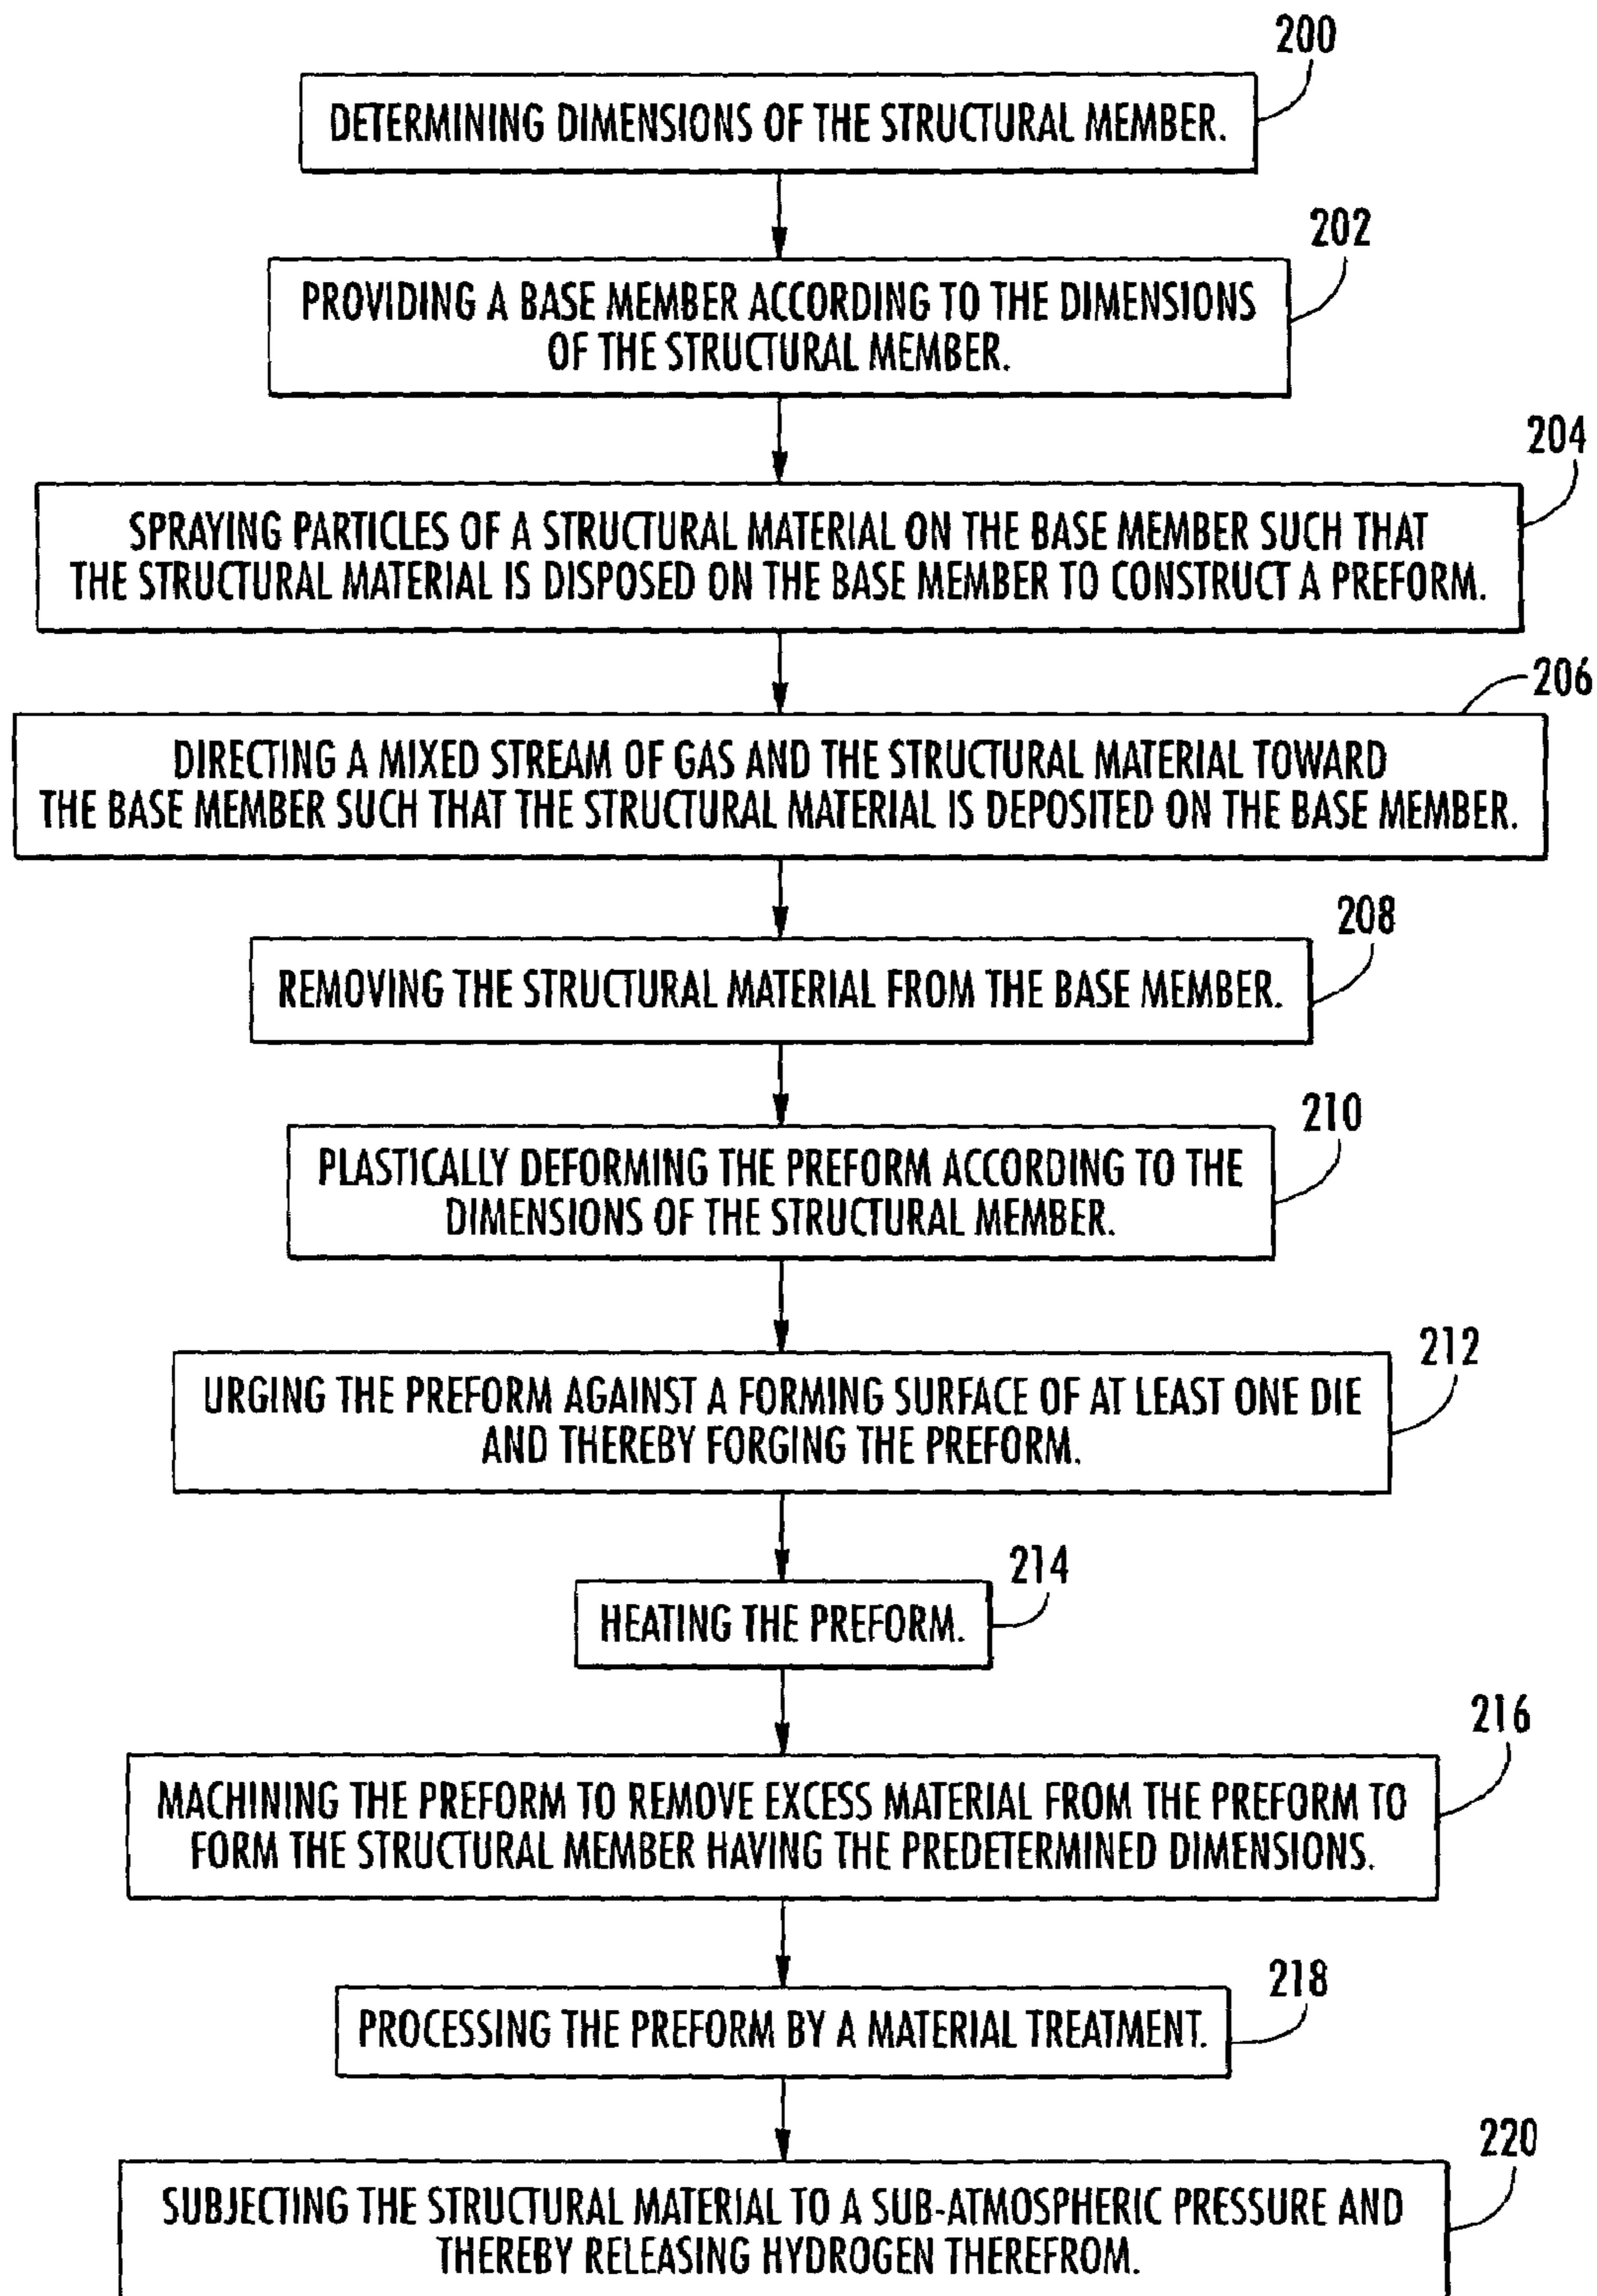 200
DETERMINING DIMENSIONS OF THE STRUCTURAL MEMBER.
202
PROVIDING A BASE MEMBER ACCORDING TO THE DIMENSIONS
OF THE STRUCTURAL MEMBER.
204
SPRAYING PARTICLES OF A STRUCTURAL MATERIAL ON THE BASE MEMBER SUCH THAT
THE STRUCTURAL MATERIAL IS DISPOSED ON THE BASE MEMBER TO CONSTRUCT A PREFORM.
206
DIRECTING A MIXED STREAM OF GAS AND THE STRUCTURAL MATERIAL TOWARD
THE BASE MEMBER SUCH THAT THE STRUCTURAL MATERIAL IS DEPOSITED ON THE BASE MEMBER.
208
REMOVING THE STRUCTURAL MATERIAL FROM THE BASE MEMBER.
210
PLASTICALLY DEFORMING THE PREFORM ACCORDING TO THE
DIMENSIONS OF THE STRUCTURAL MEMBER.
212
URGING THE PREFORM AGAINST A FORMING SURFACE OF AT LEAST ONE DIE
AND THEREBY FORGING THE PREFORM.
214
HEATING THE PREFORM.
216
MACHINING THE PREFORM TO REMOVE EXCESS MATERIAL FROM THE PREFORM TO
FORM THE STRUCTURAL MEMBER HAVING THE PREDETERMINED DIMENSIONS.
218
PROCESSING THE PREFORM BY A MATERIAL TREATMENT.
220
SUBJECTING THE STRUCTURAL MATERIAL TO A SUB-ATMOSPHERIC PRESSURE AND
THEREBY RELEASING HYDROGEN THEREFROM.